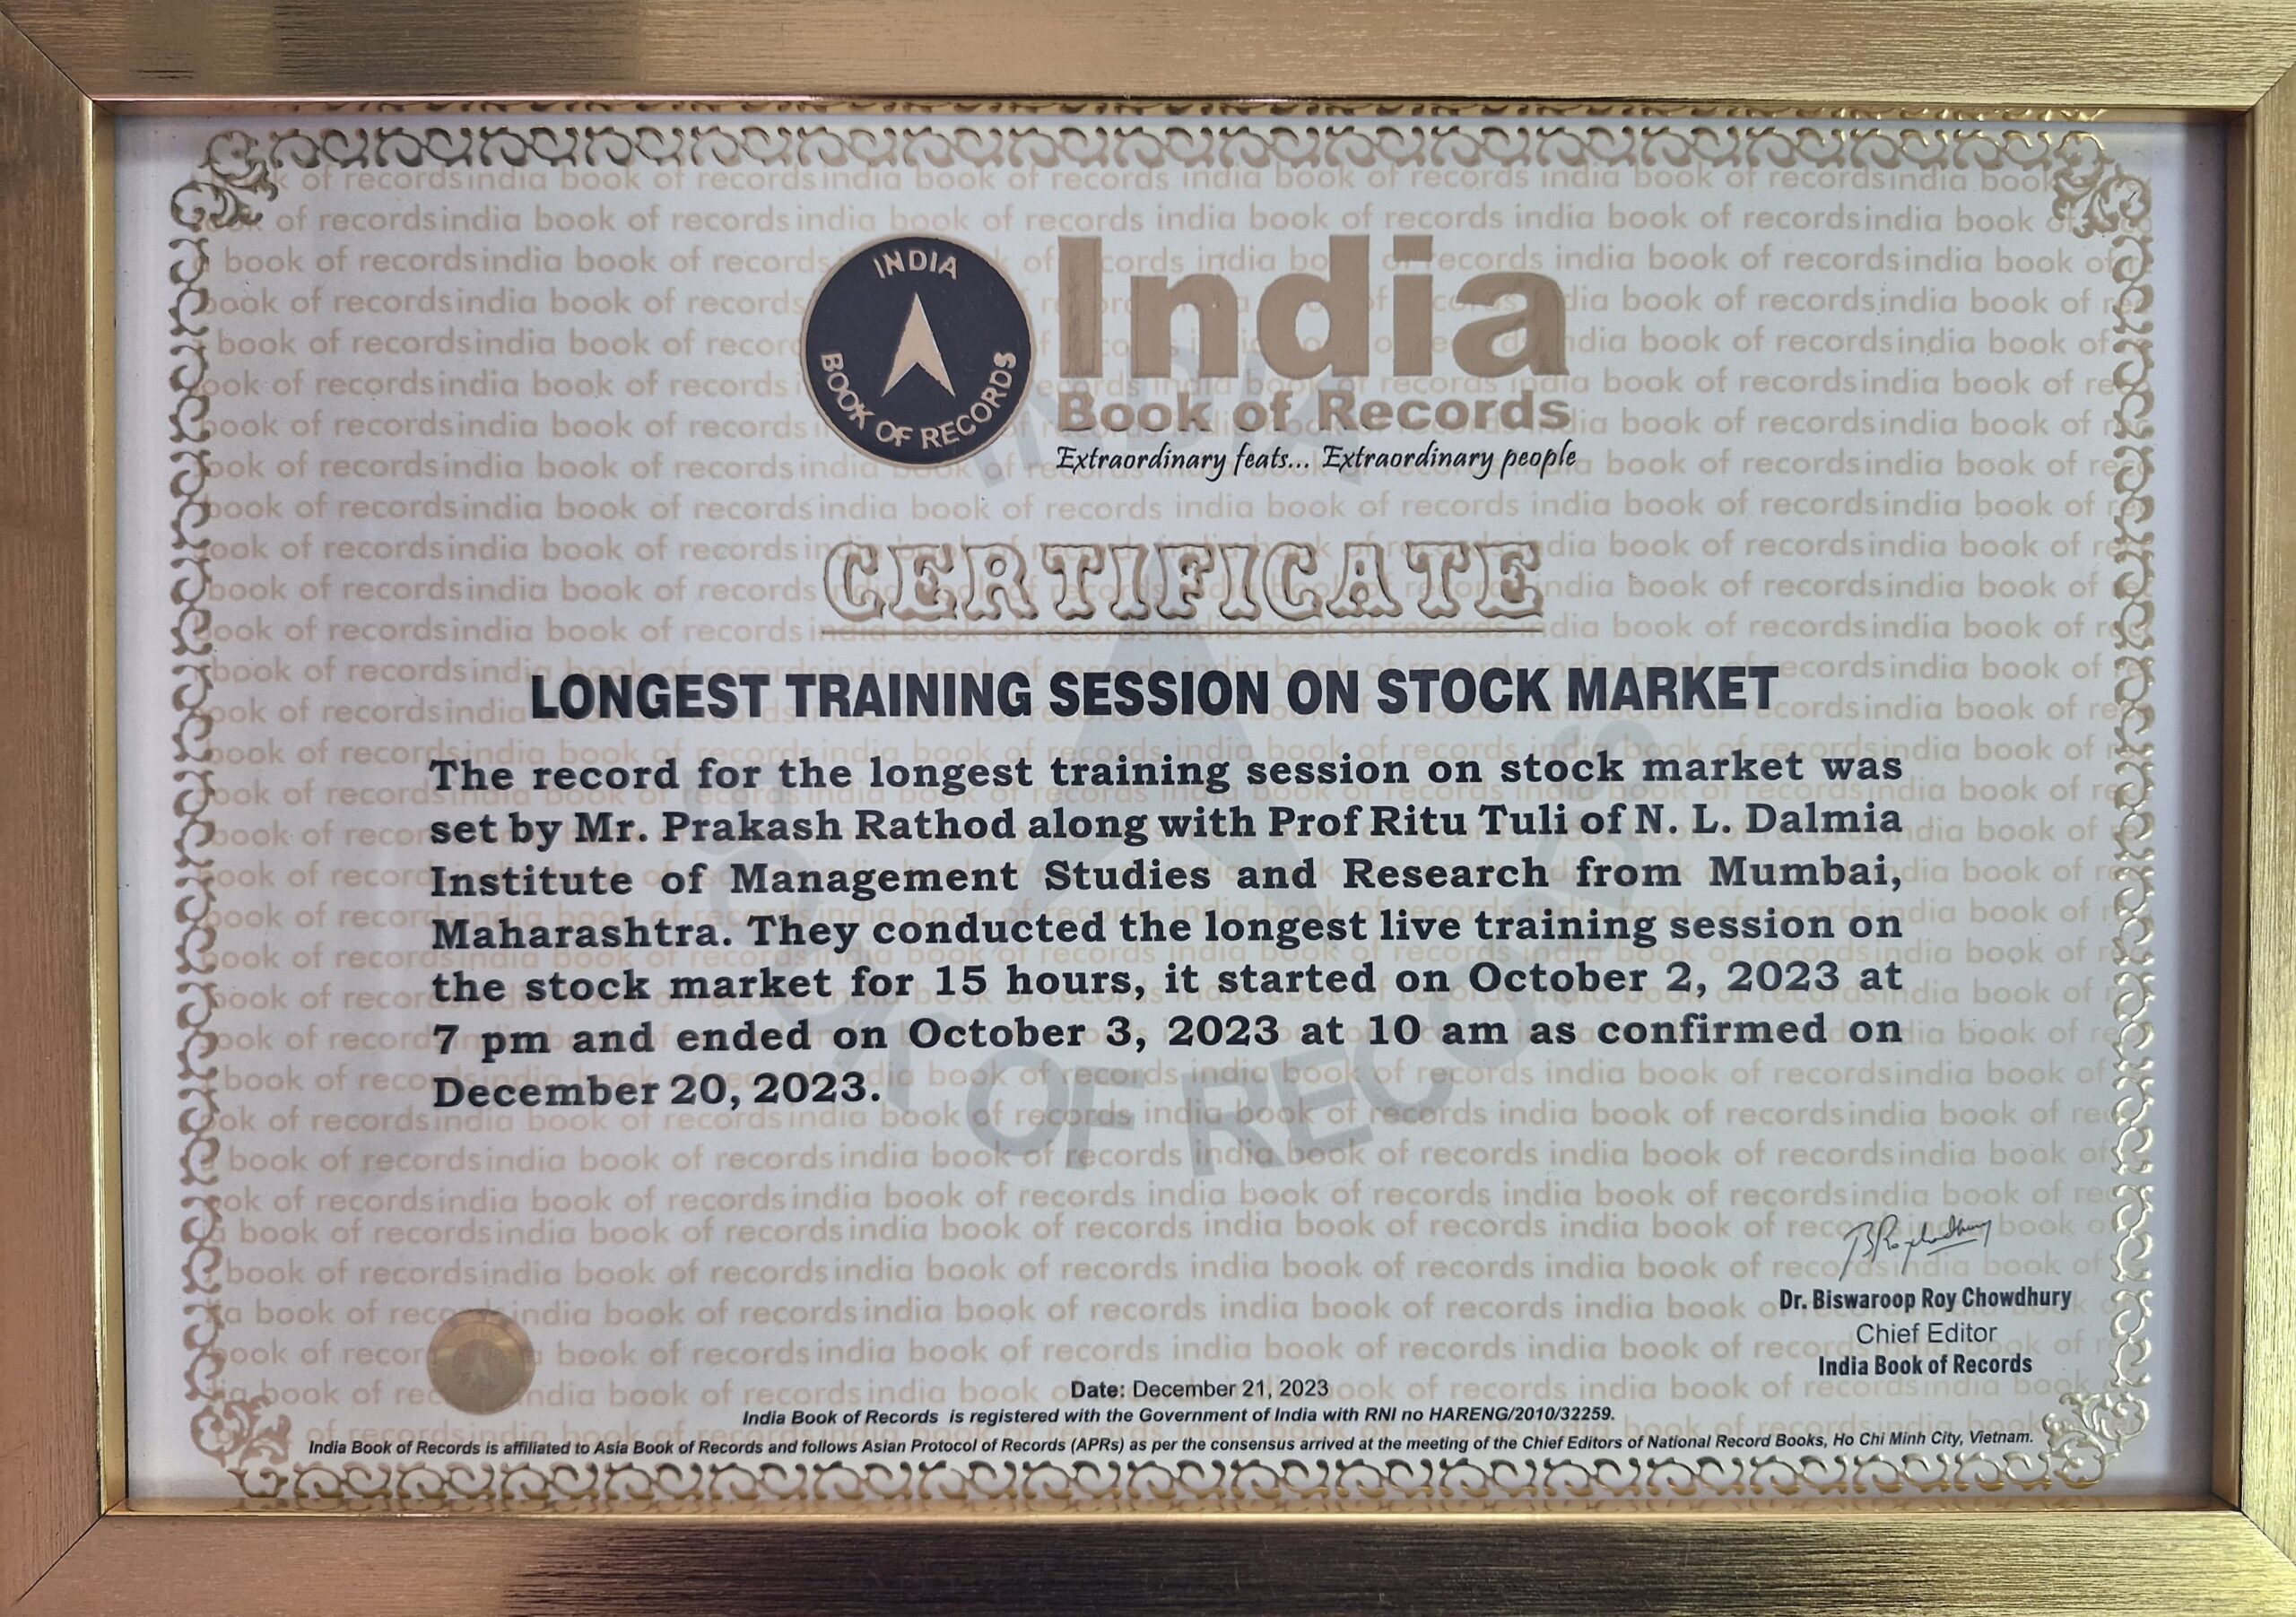 INDIA
BOOK OF RECORDS
India
Book of Records
Extraordinary feats... Extraordinary people
CERTIFICATE
LONGEST TRAINING SESSION ON STOCK MARKET
The record for the longest training session on stock market was
set by Mr. Prakash Rathod along with Prof Ritu Tuli of N. L. Dalmia
Institute of Management Studies and Research from Mumbai,
Maharashtra. They conducted the longest live training session on
the stock market for 15 hours, it started on October 2, 2023 at
7 pm and ended on October 3, 2023 at 10 am as confirmed on
December 20, 2023.
Dr. Biswaroop Roy Chowdhury
Chief Editor
India Book of Records
Date: December 21, 2023
India Book of Records is registered with the Government of India with RNI no HARENG/2010/32259.
India Book of Records is affiliated to Asia Book of Records and follows Asian Protocol of Records (APRs) as per the consensus arrived at the meeting of the Chief Editors of National Record Books, Ho Chi Minh City, Vietnam.